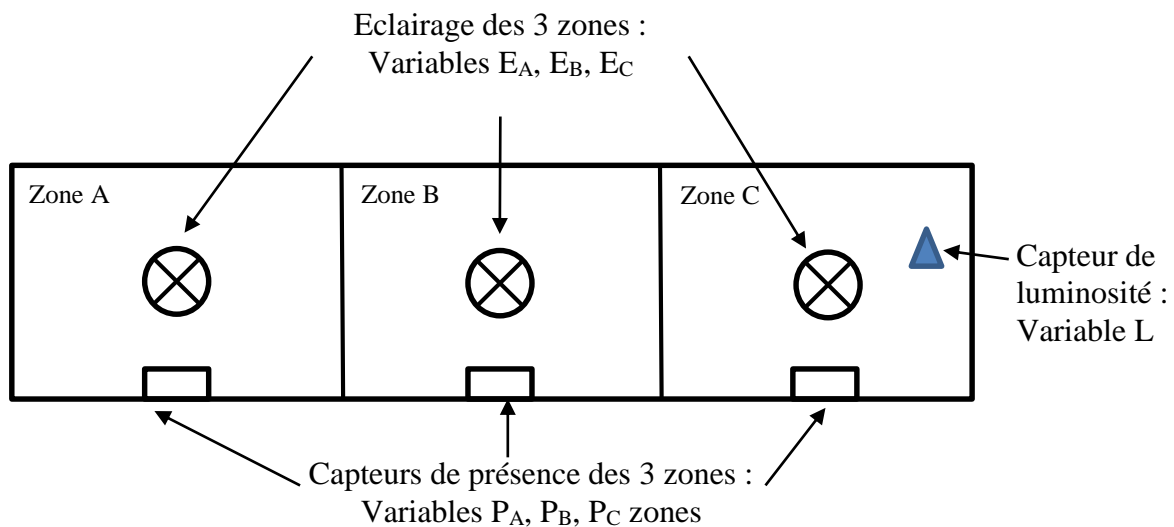 Eclairage des 3 zones :
Variables EA, EB, EC
Zone A
Zone B
Zone C
Capteur de
luminosité :
Variable L
Capteurs de présence des 3 zones :
Variables PA, PB, PC zones